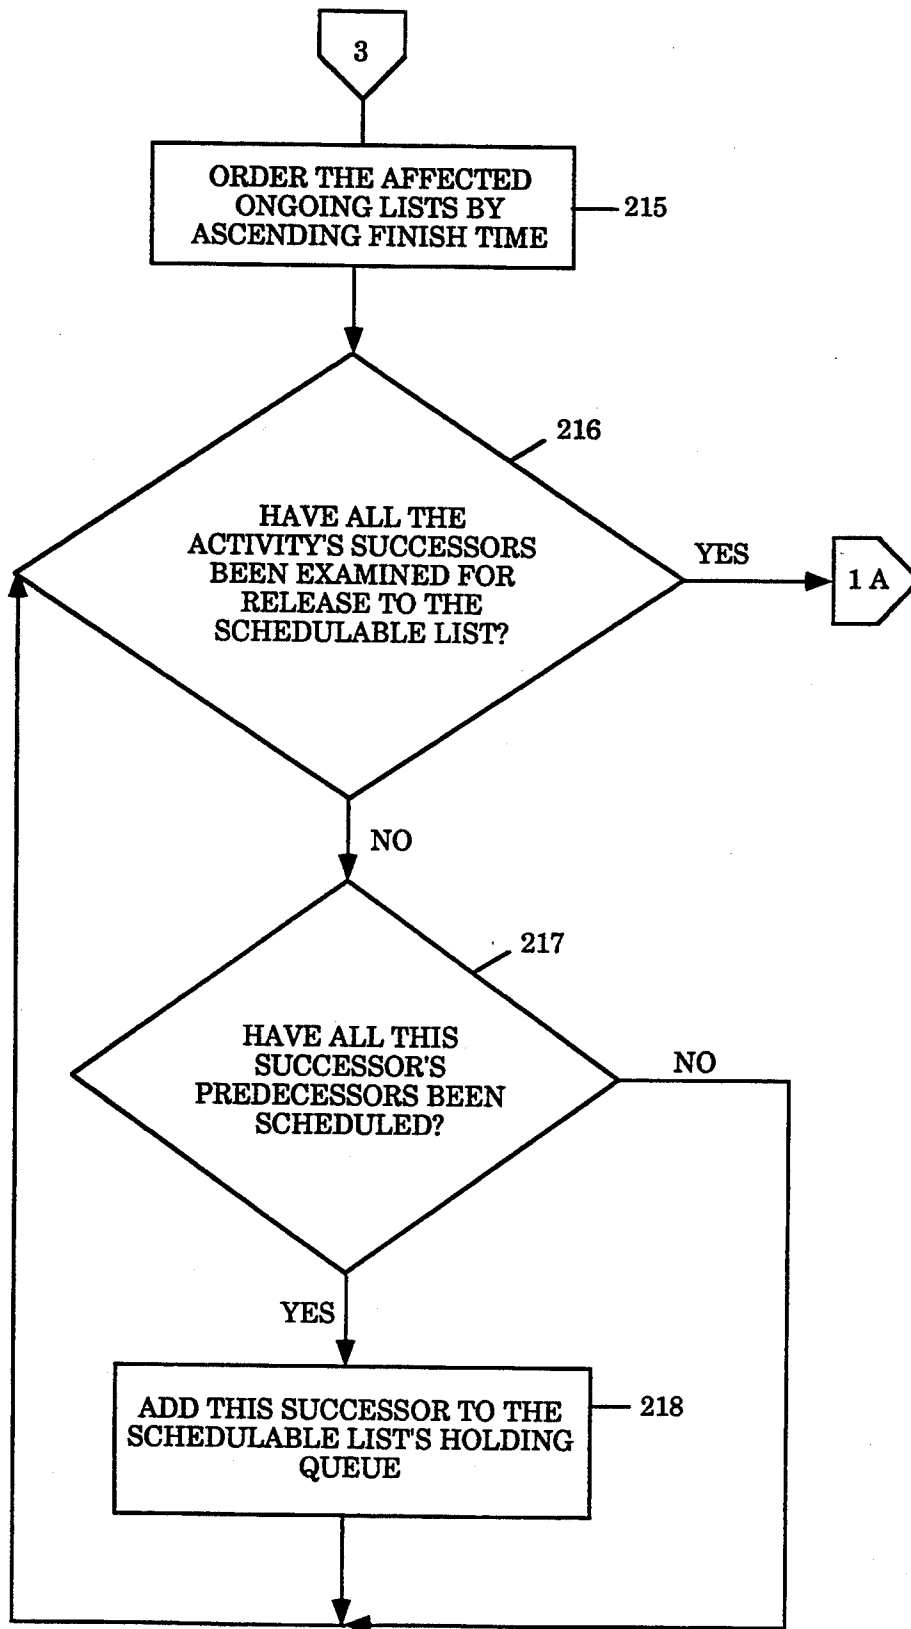 3
ORDER THE AFFECTED
ONGOING LISTS BY
ASCENDING FINISH TIME
215
216
HAVE ALL THE
ACTIVITY'S SUCCESSORS
BEEN EXAMINED FOR
RELEASE TO THE
SCHEDULABLE LIST?
YES
1 A
NO
217
HAVE ALL THIS
SUCCESSOR'S
PREDECESSORS BEEN
SCHEDULED?
NO
YES
ADD THIS SUCCESSOR TO THE
SCHEDULABLE LIST'S HOLDING
QUEUE
218